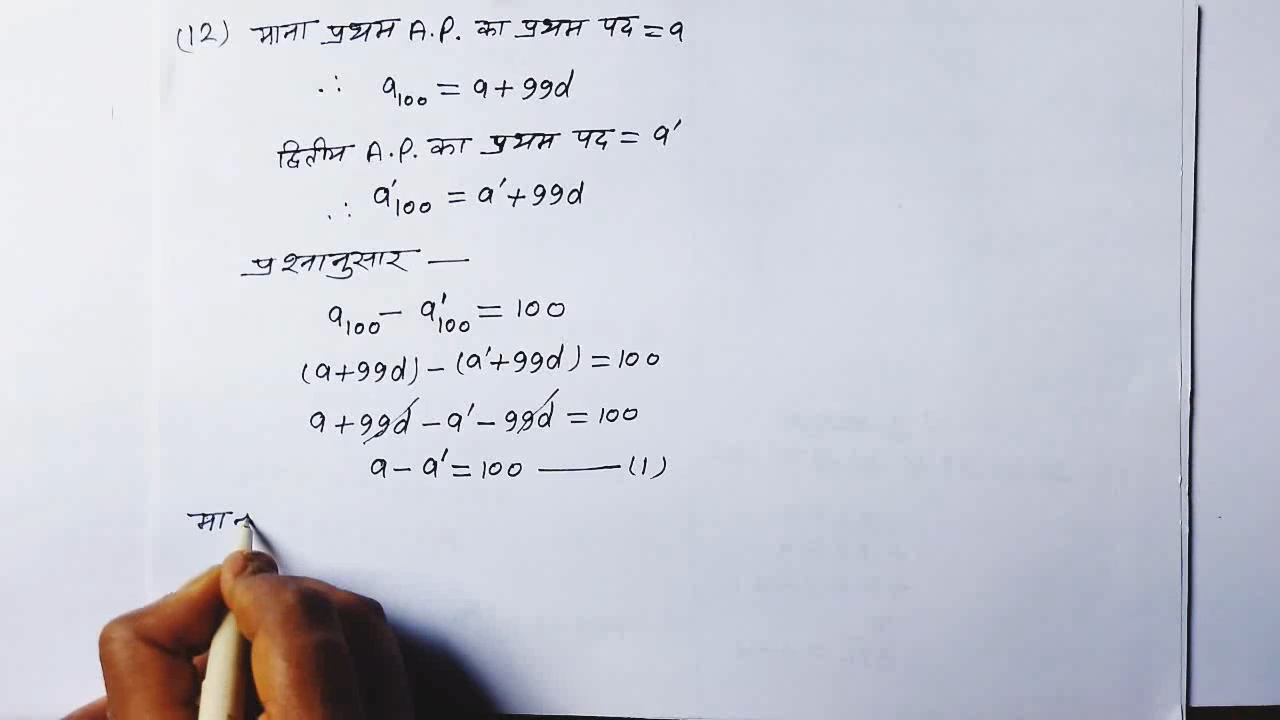 (12) माना प्रथम A.P. का प्रथम पद = a
∴ a₁₀₀ = a + 99d
द्वितीय A.P. का प्रथम पद = a'
∴ a'₁₀₀ = a' + 99d
प्रश्नानुसार —
a₁₀₀ - a'₁₀₀ = 100
(a + 99d) - (a' + 99d) = 100
a + 99d - a' - 99d = 100
a - a' = 100 —— (1)
मान